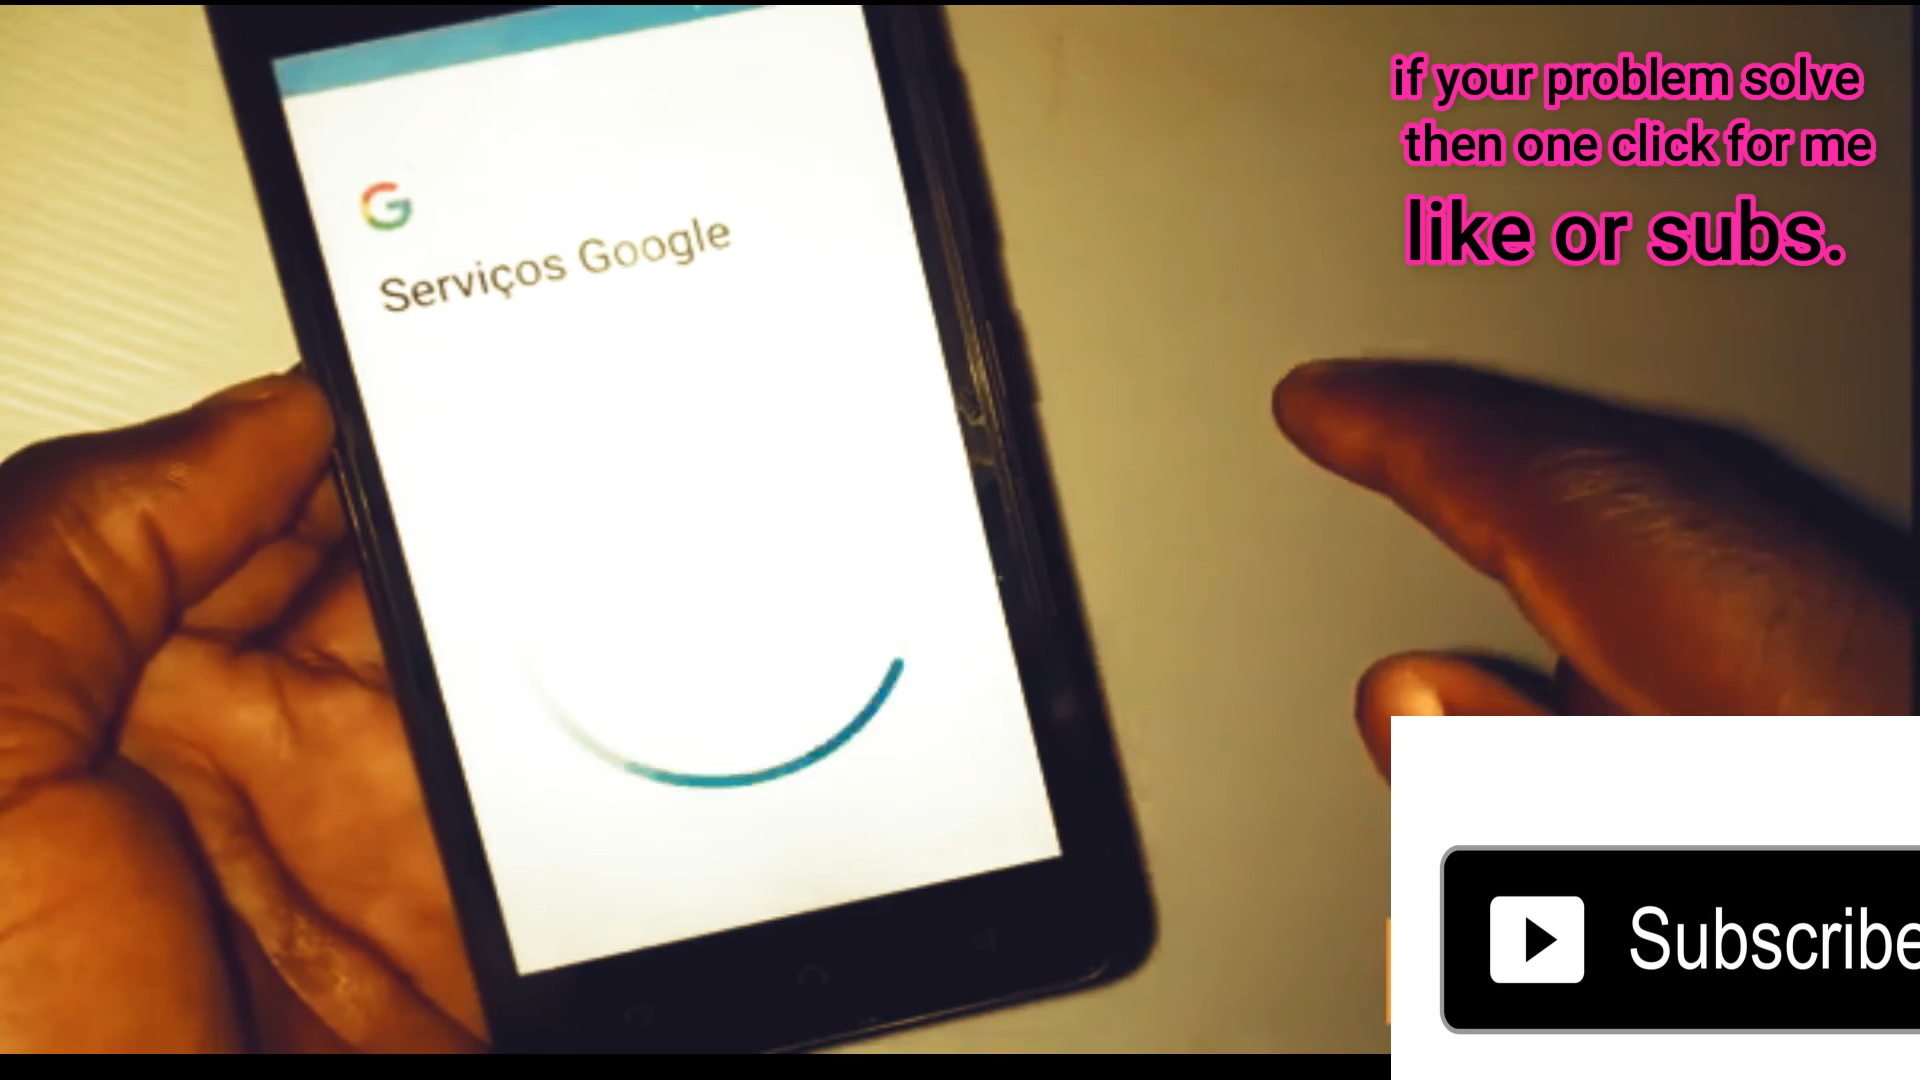 if your problem solve
then one click for me
like or subs.
G
Serviços Google
Subscribe